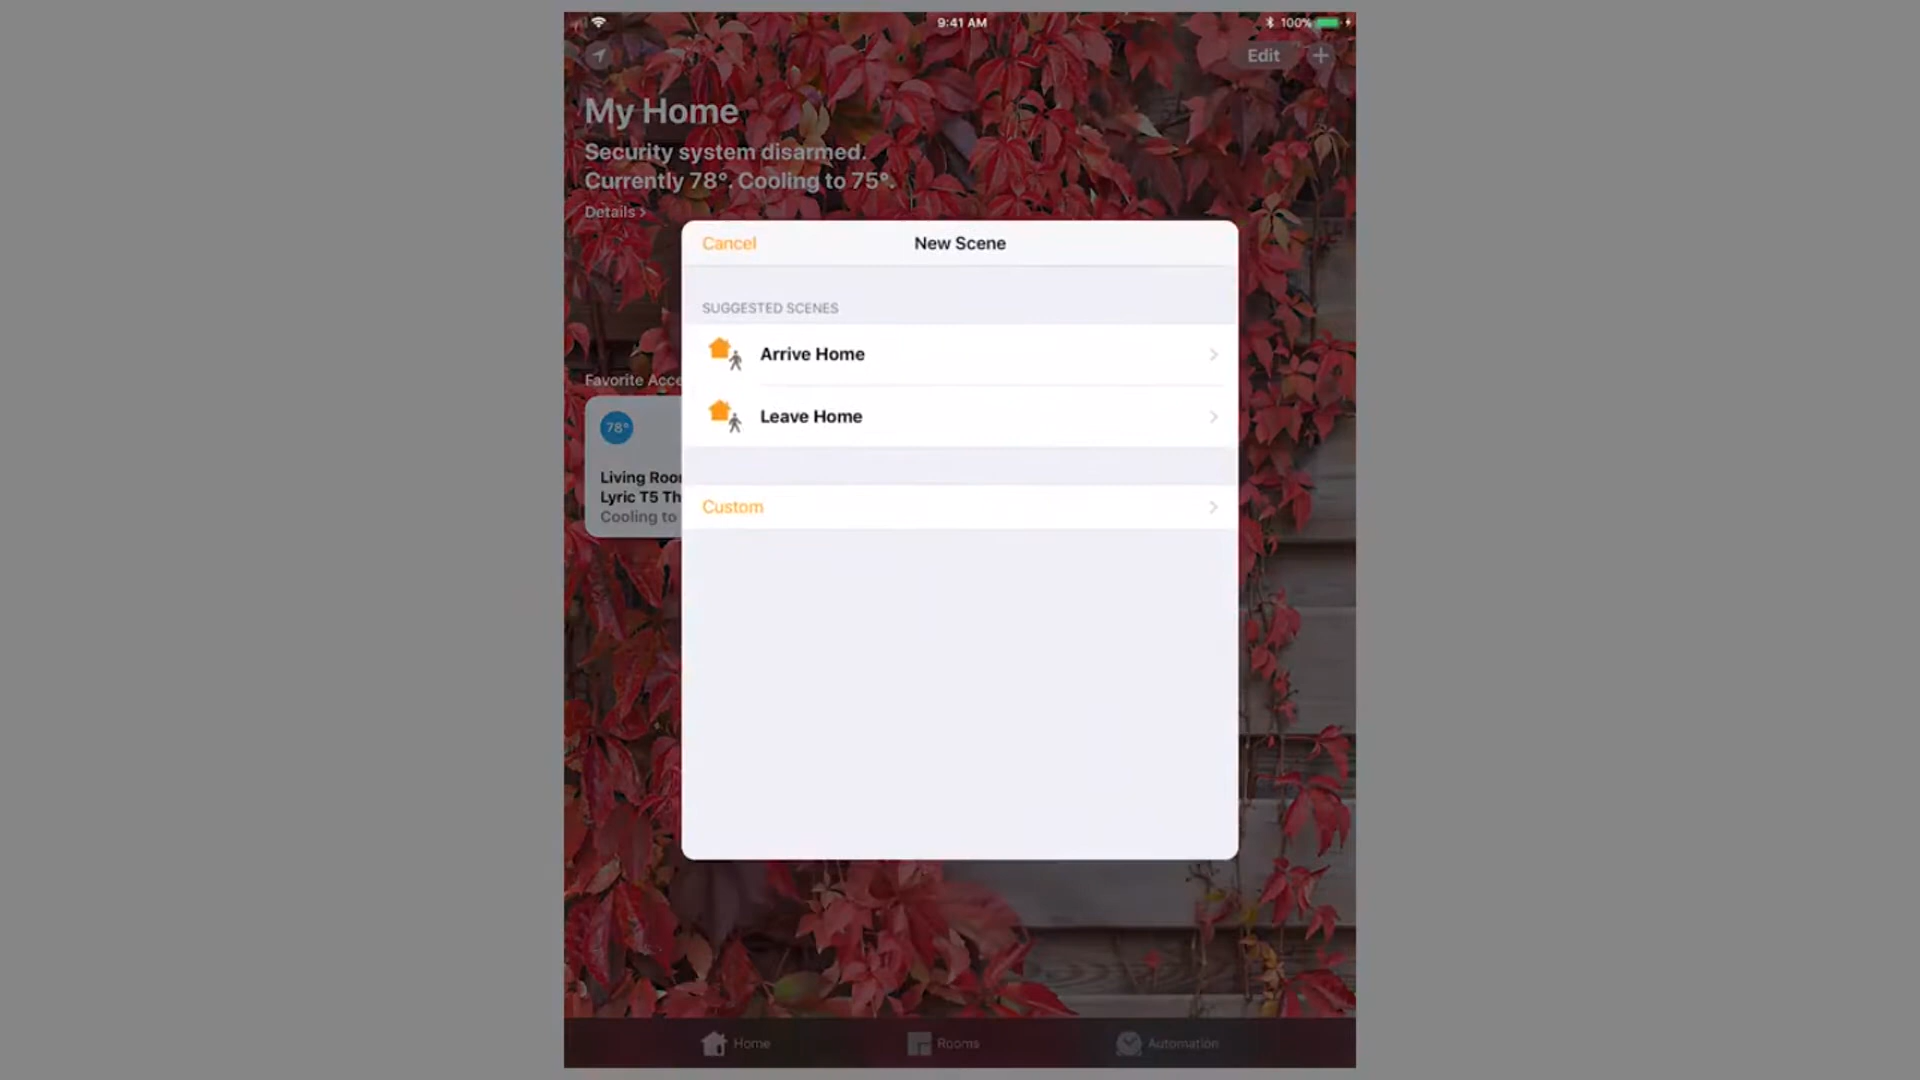 9:41 AM
100%
Edit
My Home
Security system disarmed.
Currently 78°. Cooling to 75°.
Details >
Cancel
New Scene
SUGGESTED SCENES
Arrive Home
Leave Home
Custom
Favorite Acce
78°
Living Roo
Lyric T5 Th
Cooling to
Home
Rooms
Automation